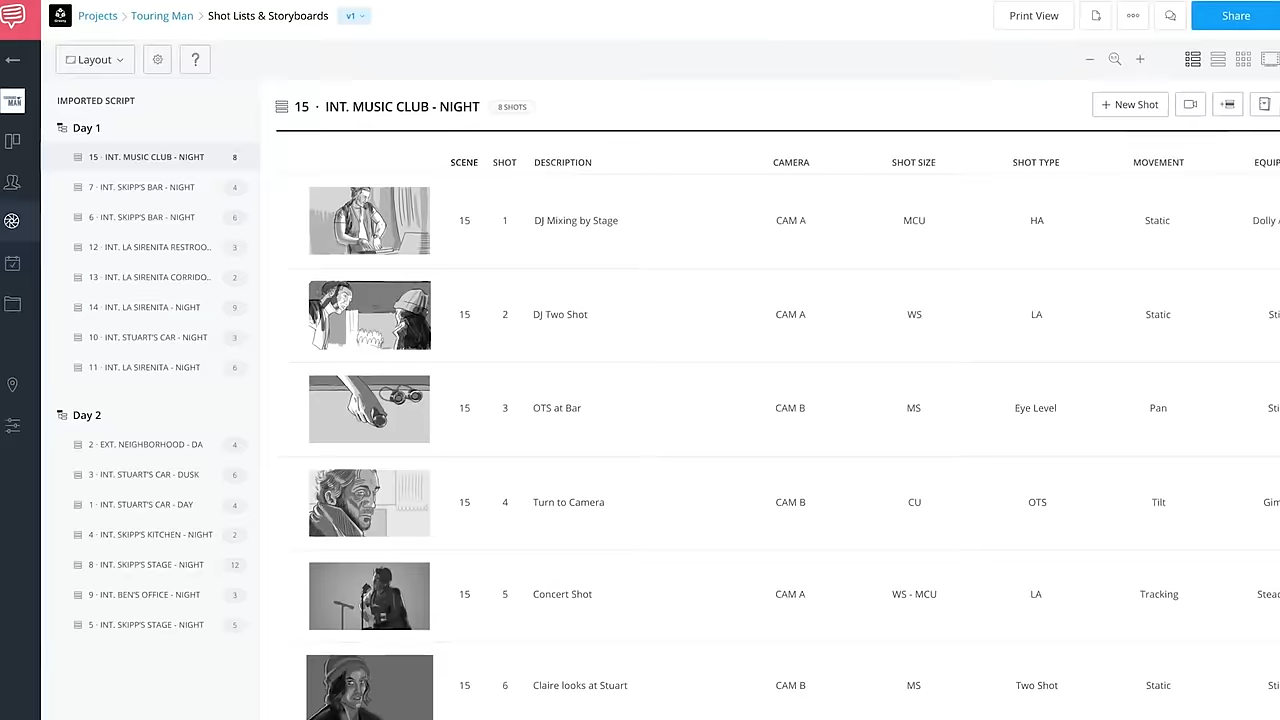 Projects > Touring Man > Shot Lists & Storyboards v1
Print View
Share
Layout
?
IMPORTED SCRIPT
Day 1
15 · INT. MUSIC CLUB - NIGHT 8
7 · INT. SKIPP'S BAR - NIGHT 4
6 · INT. SKIPP'S BAR - NIGHT 6
12 · INT. LA SIRENITA RESTROO.. 3
13 · INT. LA SIRENITA CORRIDO.. 2
14 · INT. LA SIRENITA - NIGHT 9
10 · INT. STUART'S CAR - NIGHT 3
11 · INT. LA SIRENITA - NIGHT 6
Day 2
2 · EXT. NEIGHBORHOOD - DA 4
3 · INT. STUART'S CAR - DUSK 6
1 · INT. STUART'S CAR - DAY 4
4 · INT. SKIPP'S KITCHEN - NIGHT 2
8 · INT. SKIPP'S STAGE - NIGHT 12
9 · INT. BEN'S OFFICE - NIGHT 3
5 · INT. SKIPP'S STAGE - NIGHT 5
15 · INT. MUSIC CLUB - NIGHT 8 SHOTS
+ New Shot
SCENE SHOT DESCRIPTION CAMERA SHOT SIZE SHOT TYPE MOVEMENT EQUIP
15 1 DJ Mixing by Stage CAM A MCU HA Static Dolly
15 2 DJ Two Shot CAM A WS LA Static Sti
15 3 OTS at Bar CAM B MS Eye Level Pan Sti
15 4 Turn to Camera CAM B CU OTS Tilt Gim
15 5 Concert Shot CAM A WS - MCU LA Tracking Stead
15 6 Claire looks at Stuart CAM B MS Two Shot Static Sti